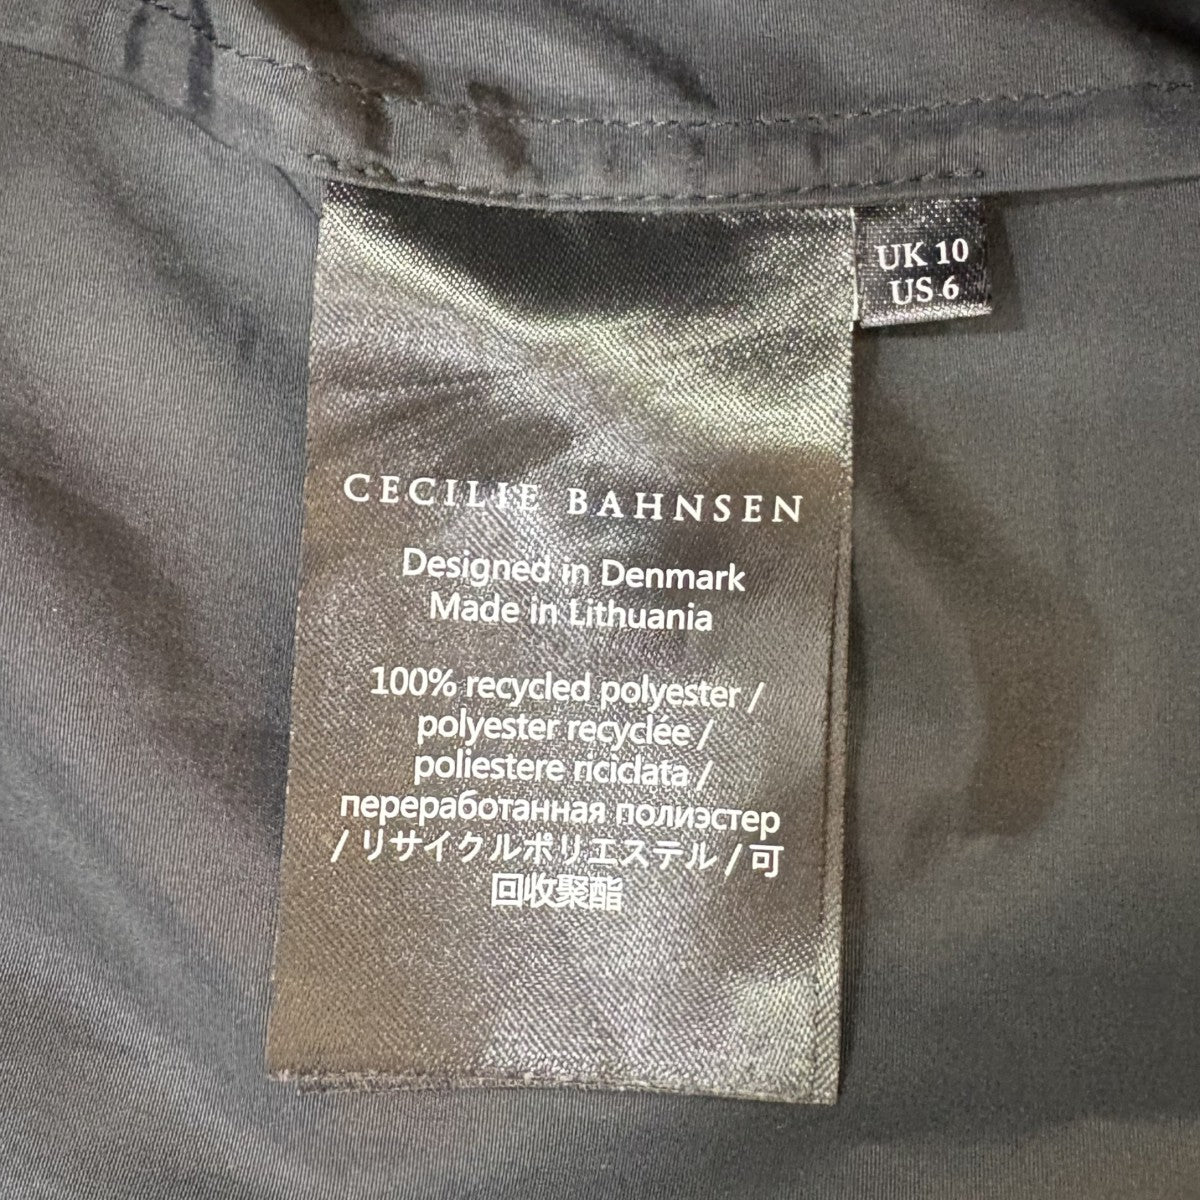 UK 10
US 6
CECILIE BAHNSEN
Designed in Denmark
Made in Lithuania
100% recycled polyester /
polyester recyclée /
poliestere riciclata /
переработанная полиэстер
/ リサイクルポリエステル / 可
回收聚酯